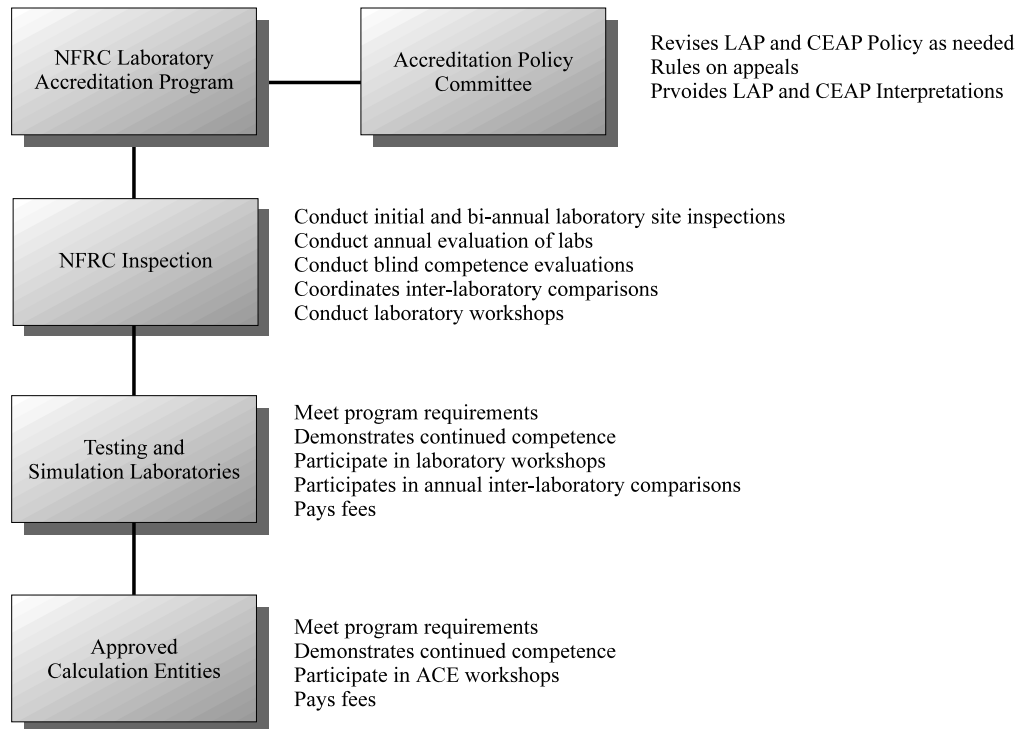 NFRC Laboratory
Accreditation Program
Accreditation Policy
Committee
Revises LAP and CEAP Policy as needed
Rules on appeals
Prvoides LAP and CEAP Interpretations
NFRC Inspection
Conduct initial and bi-annual laboratory site inspections
Conduct annual evaluation of labs
Conduct blind competence evaluations
Coordinates inter-laboratory comparisons
Conduct laboratory workshops
Testing and
Simulation Laboratories
Meet program requirements
Demonstrates continued competence
Participate in laboratory workshops
Participates in annual inter-laboratory comparisons
Pays fees
Approved
Calculation Entities
Meet program requirements
Demonstrates continued competence
Participate in ACE workshops
Pays fees